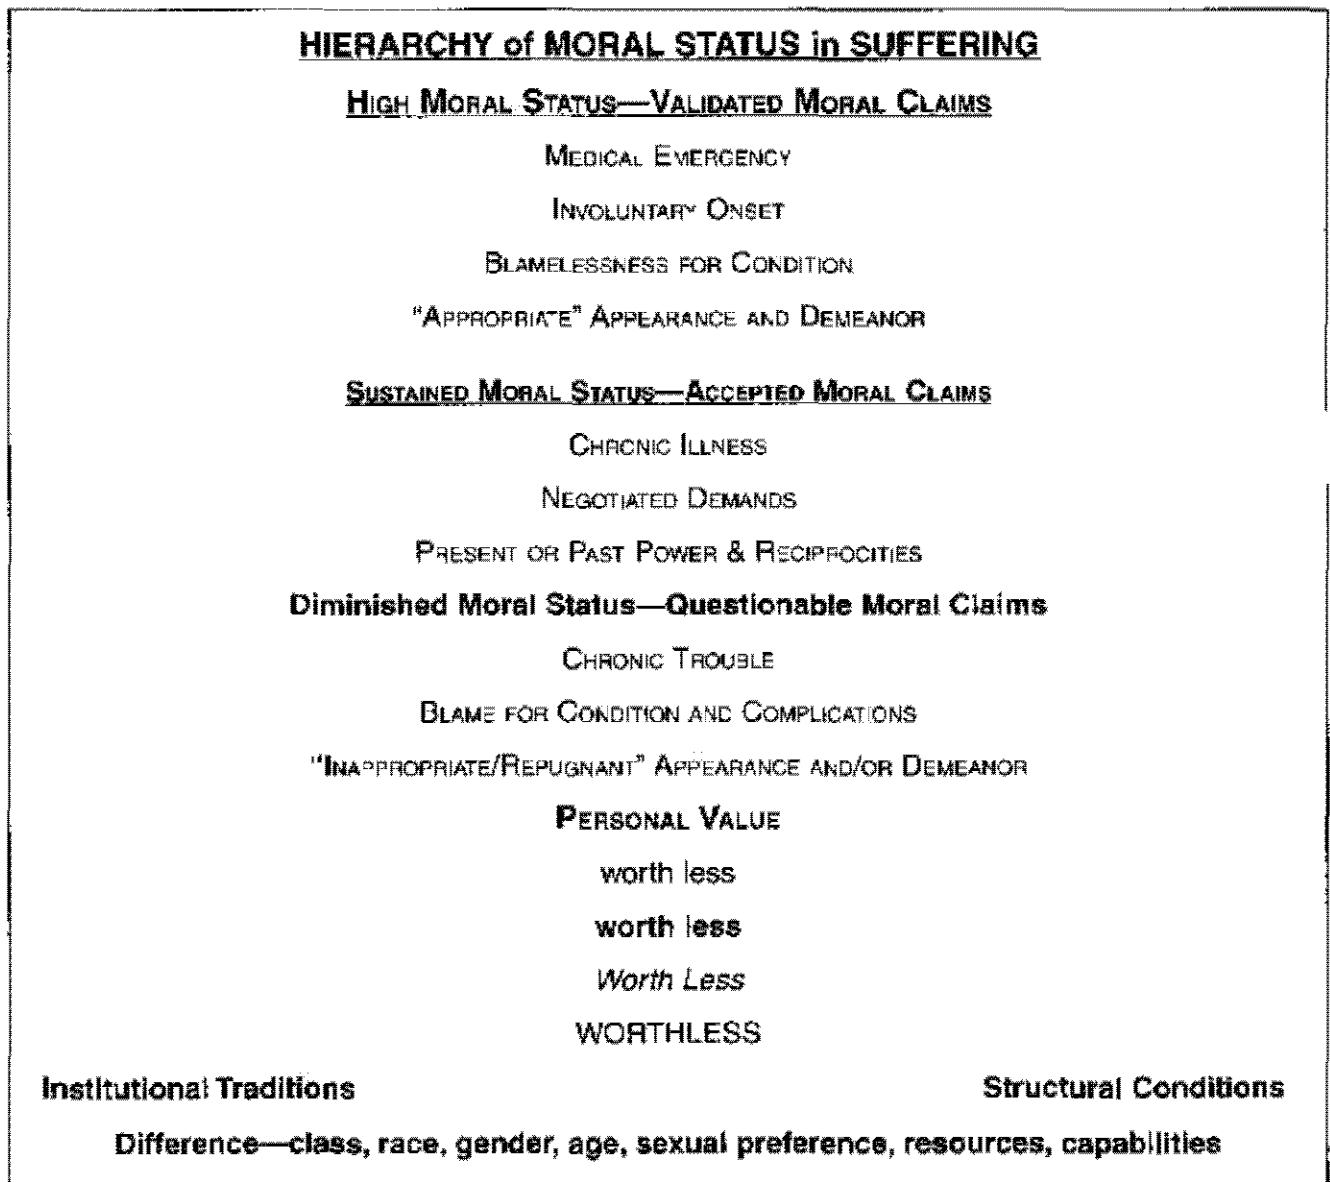 HIERARCHY of MORAL STATUS in SUFFERING
HIGH MORAL STATUS—VALIDATED MORAL CLAIMS
MEDICAL EMERGENCY
INVOLUNTARY ONSET
BLAMELESSNESS FOR CONDITION
"APPROPRIATE" APPEARANCE AND DEMEANOR
SUSTAINED MORAL STATUS—ACCEPTED MORAL CLAIMS
CHRONIC ILLNESS
NEGOTIATED DEMANDS
PRESENT OR PAST POWER & RECIPROCITIES
Diminished Moral Status—Questionable Moral Claims
CHRONIC TROUBLE
BLAME FOR CONDITION AND COMPLICATIONS
"INAPPROPRIATE/REPUGNANT" APPEARANCE AND/OR DEMEANOR
PERSONAL VALUE
worth less
worth less
Worth Less
WORTHLESS
Institutional Traditions Structural Conditions
Difference—class, race, gender, age, sexual preference, resources, capabilities